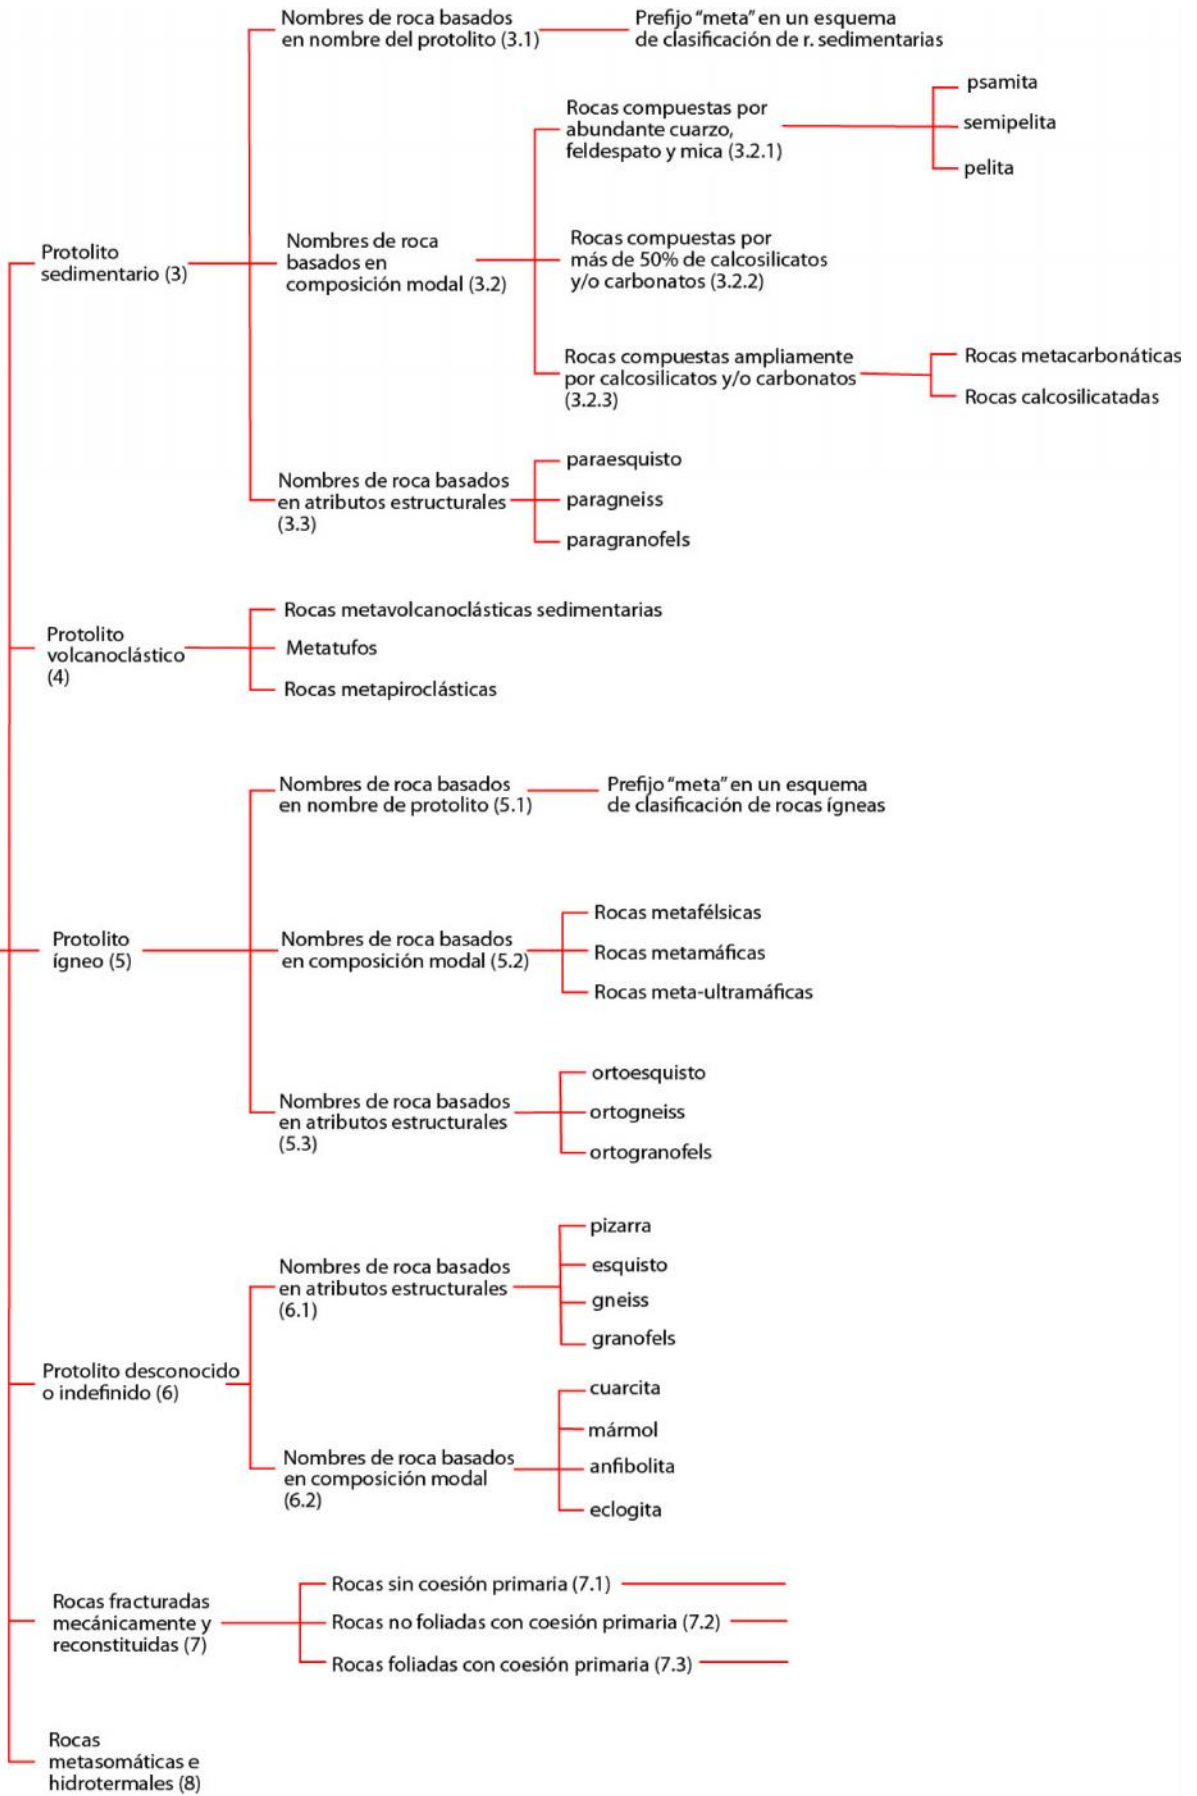 Nombres de roca basados
en nombre del protolito (3.1)
Prefijo “meta” en un esquema
de clasificación de r. sedimentarias
Protolito
sedimentario (3)
Nombres de roca
basados en
composición modal (3.2)
Rocas compuestas por
abundante cuarzo,
feldespato y mica (3.2.1)
psamita
semipelita
pelita
Rocas compuestas por
más de 50% de calcosilicatos
y/o carbonatos (3.2.2)
Rocas compuestas ampliamente
por calcosilicatos y/o carbonatos
(3.2.3)
Rocas metacarbonáticas
Rocas calcosilicatadas
Nombres de roca basados
en atributos estructurales
(3.3)
paraesquisto
paragneiss
paragranofels
Protolito
volcanoclástico
(4)
Rocas metavolcanoclásticas sedimentarias
Metatufos
Rocas metapiroclásticas
Protolito
ígneo (5)
Nombres de roca basados
en nombre de protolito (5.1)
Prefijo “meta” en un esquema
de clasificación de rocas ígneas
Nombres de roca basados
en composición modal (5.2)
Rocas metafélsicas
Rocas metamáficas
Rocas meta-ultramáficas
Nombres de roca basados
en atributos estructurales
(5.3)
ortoesquisto
ortogneiss
ortogranofels
Protolito desconocido
o indefinido (6)
Nombres de roca basados
en atributos estructurales
(6.1)
pizarra
esquisto
gneiss
granofels
Nombres de roca basados
en composición modal
(6.2)
cuarcita
mármol
anfibolita
eclogita
Rocas fracturadas
mecánicamente y
reconstituidas (7)
Rocas sin coesión primaria (7.1)
Rocas no foliadas con coesión primaria (7.2)
Rocas foliadas con coesión primaria (7.3)
Rocas
metasomáticas e
hidrotermales (8)